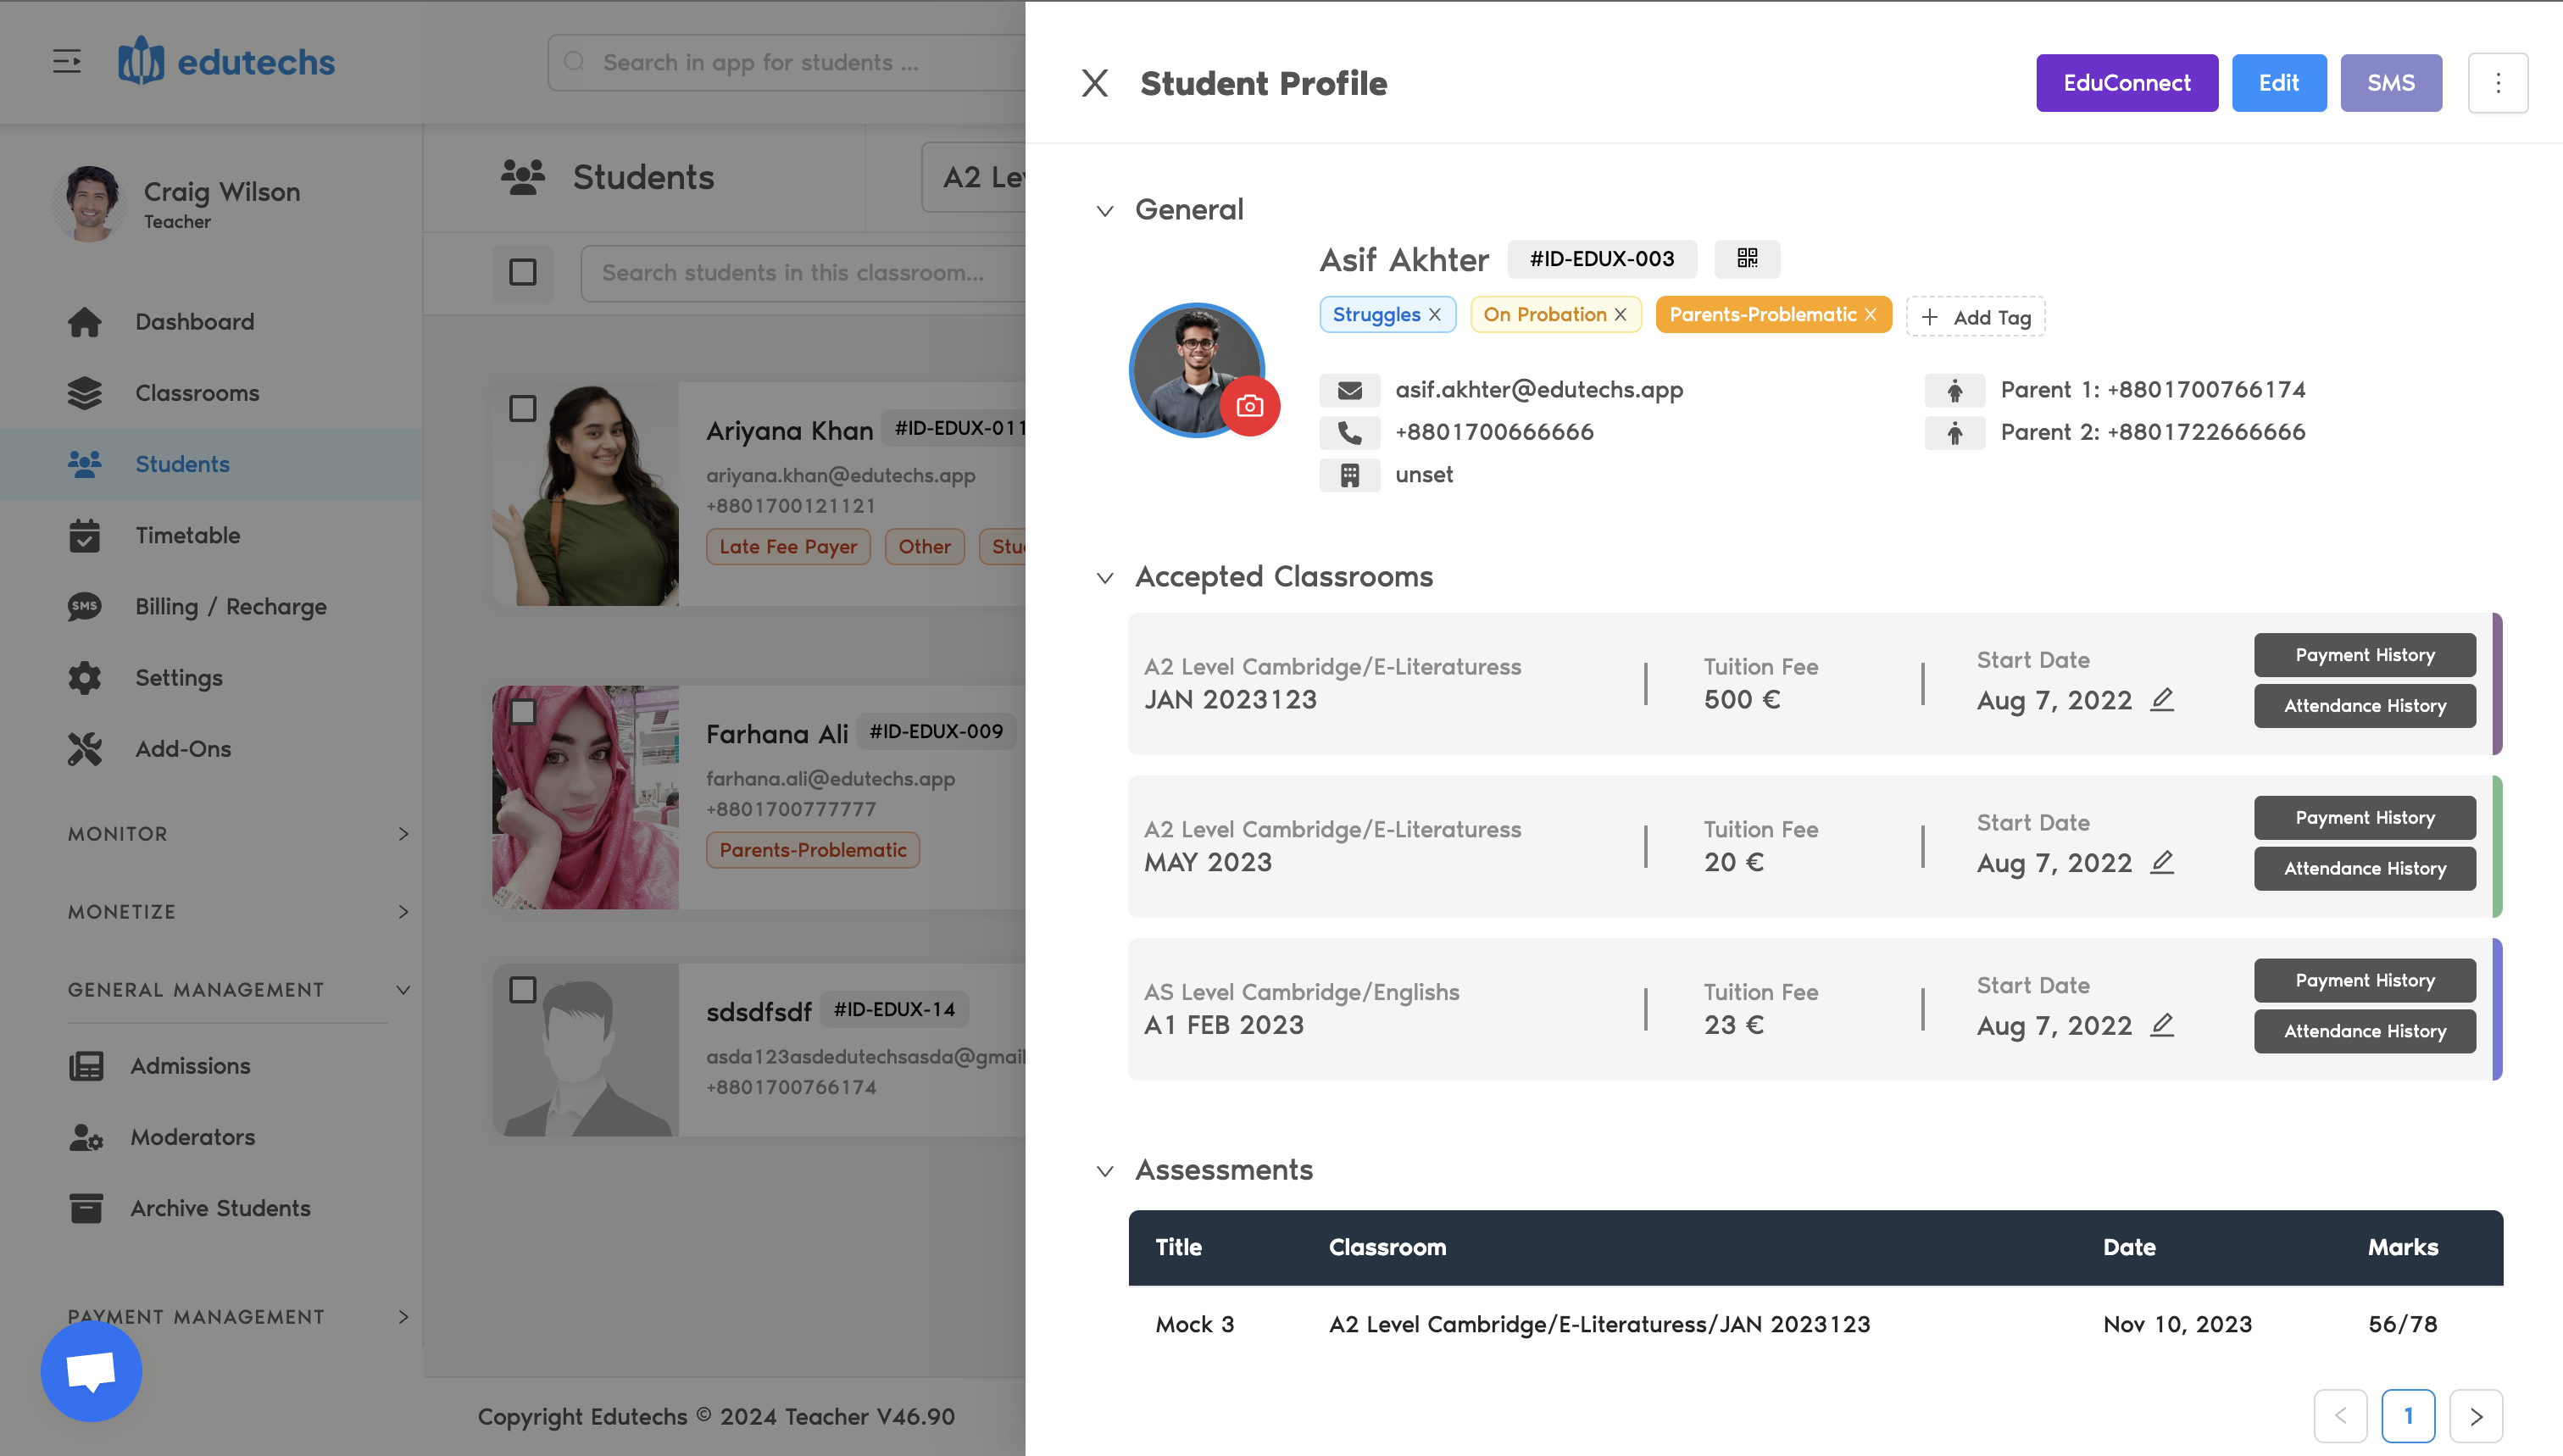 edutechs
Search in app for students ...
Craig Wilson
Teacher
Dashboard
Classrooms
Students
Timetable
SMS
Billing / Recharge
Settings
Add-Ons
MONITOR
MONETIZE
GENERAL MANAGEMENT
Admissions
Moderators
Archive Students
PAYMENT MANAGEMENT
Students
A2 Lev
Search students in this classroom...
Ariyana Khan #ID-EDUX-011
ariyana.khan@edutechs.app
+8801700121121
Late Fee Payer Other Stu
Farhana Ali #ID-EDUX-009
farhana.ali@edutechs.app
+8801700777777
Parents-Problematic
sdsdfsdf #ID-EDUX-14
asda123asdedutechsasda@gmail
+8801700766174
Copyright Edutechs © 2024 Teacher V46.90
Student Profile
EduConnect Edit SMS
General
Asif Akhter #ID-EDUX-003
Struggles On Probation Parents-Problematic Add Tag
asif.akhter@edutechs.app
+8801700666666
unset
Parent 1: +8801700766174
Parent 2: +8801722666666
Accepted Classrooms
A2 Level Cambridge/E-Literaturess
JAN 2023123
Tuition Fee
500 €
Start Date
Aug 7, 2022
Payment History
Attendance History
A2 Level Cambridge/E-Literaturess
MAY 2023
Tuition Fee
20 €
Start Date
Aug 7, 2022
Payment History
Attendance History
AS Level Cambridge/Englishs
A1 FEB 2023
Tuition Fee
23 €
Start Date
Aug 7, 2022
Payment History
Attendance History
Assessments
Title Classroom Date Marks
Mock 3 A2 Level Cambridge/E-Literaturess/JAN 2023123 Nov 10, 2023 56/78
1